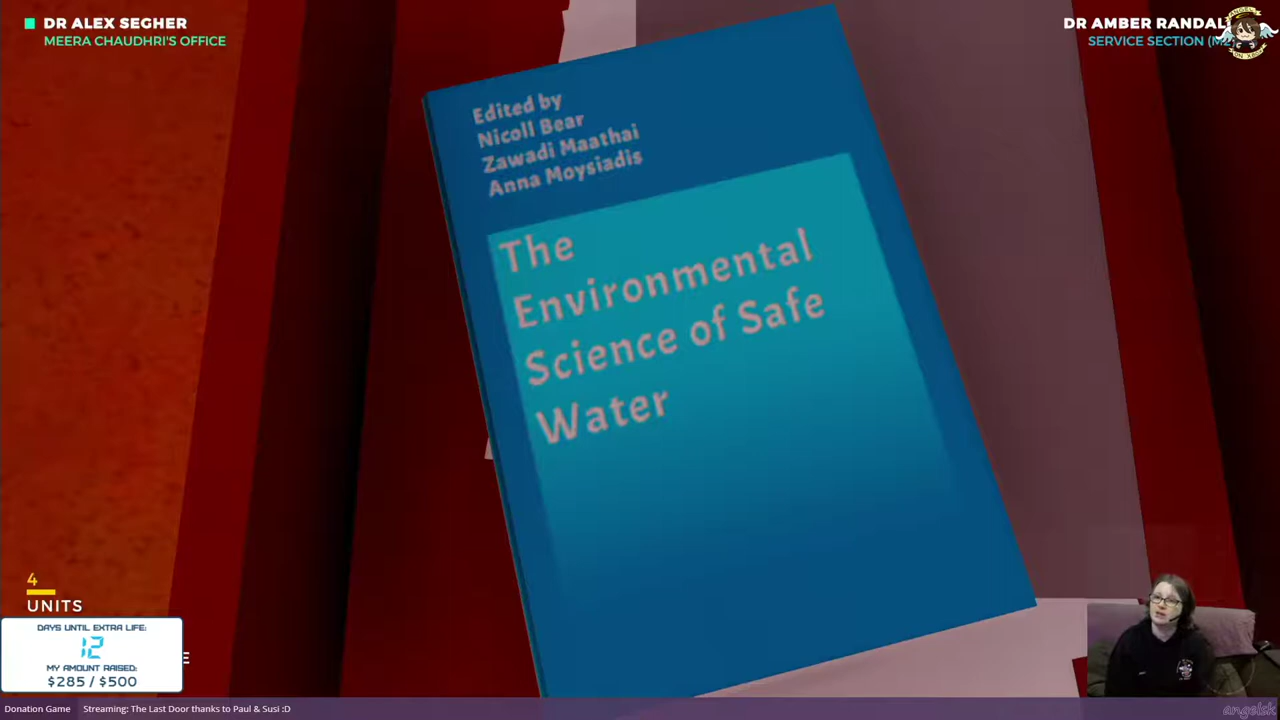 DR ALEX SEGHER
MEERA CHAUDHRI'S OFFICE
DR AMBER RANDALL
SERVICE SECTION
Edited by
Nicoll Bear
Zawadi Maathai
Anna Moysiadis
The
Environmental
Science of Safe
Water
4
UNITS
DAYS UNTIL EXTRA LIFE:
12
MY AMOUNT RAISED:
$285 / $500
Donation Game
Streaming: The Last Door thanks to Paul & Susi :D
angelsk